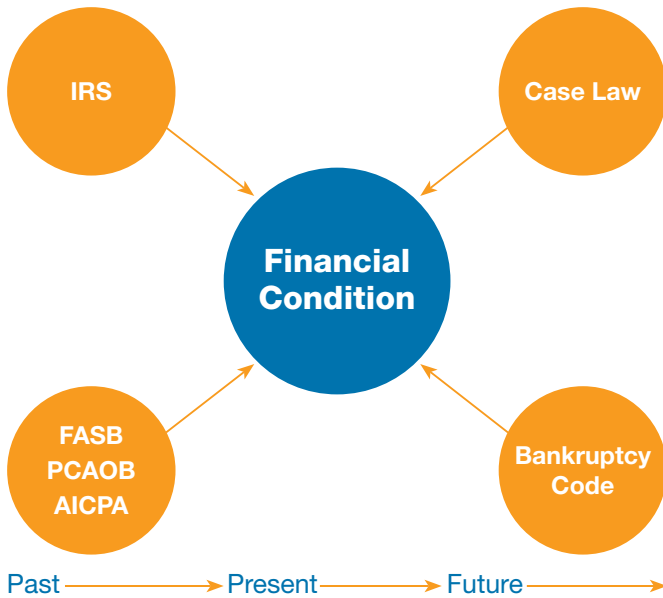 IRS
Case Law
Financial
Condition
FASB
PCAOB
AICPA
Bankruptcy
Code
Past Present Future